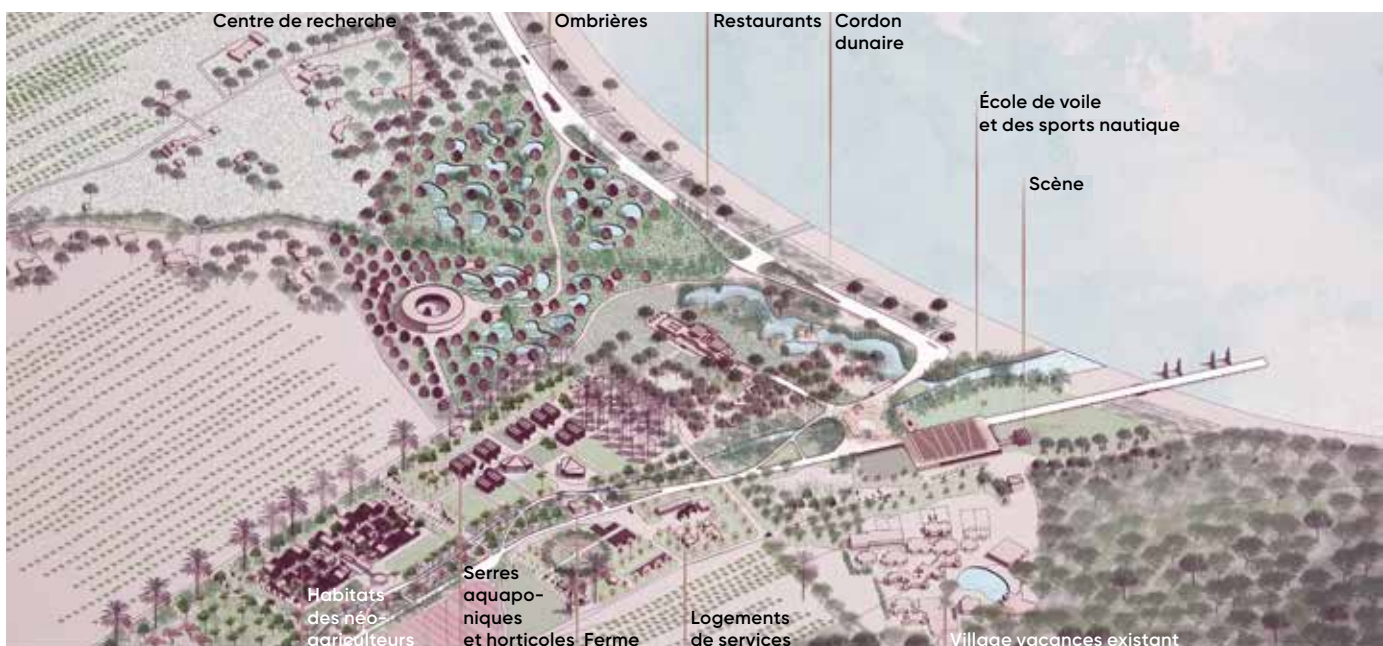 Centre de recherche
Ombrières
Restaurants
Cordon
dunaire
École de voile
et des sports nautique
Scène
Habitats
des néo-
agriculteurs
Serres
aquapo-
niques
et horticoles
Ferme
Logements
de services
Village vacances existant